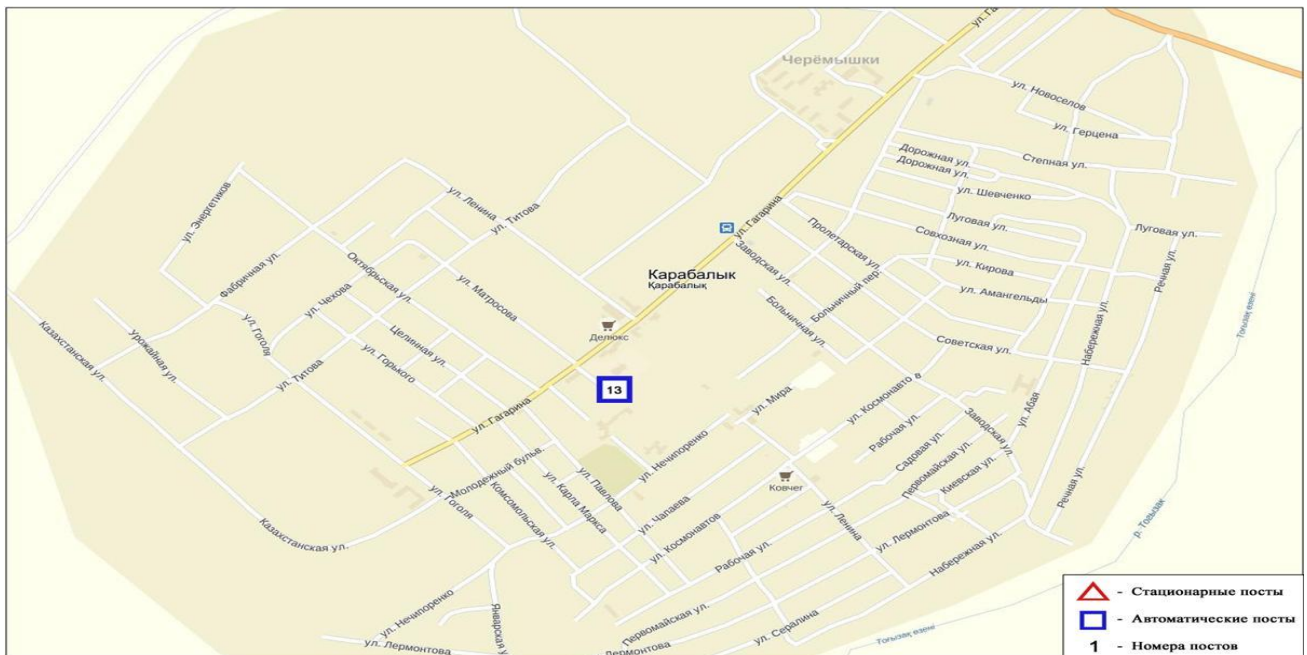 ул. Га
Черёмышки
ул. Новоселов
ул. Герцена
Дорожная ул.
Дорожная ул.
Степная ул.
ул. Энергетиков
ул. Ленина
ул. Титова
ул. Шевченко
Луговая ул.
Луговая ул.
ул. Гагарина
Пролетарская ул.
Совхозная ул.
Заводская ул.
Больничный пер.
ул. Кирова
Речная ул.
Октябрьская ул.
Фабричная ул.
Карабалык
Қарабалық
ул. Амангельды
ул. Чехова
ул. Матросова
Больничная ул.
Набережная ул.
Тоғызақ өзені
Казахстанская ул.
Урожайная ул.
ул. Гоголя
Целинная ул.
ул. Горького
Делюкс
Советская ул.
ул. Титова
13
ул. Мира
ул. Космонавто в
ул. Абая
ул. Гагарина
Рабочая ул.
Заводская ул.
ул. Нечипоренко
Садовая ул.
Молодежный бульв.
Первомайская ул.
Киевская ул.
ул. Павлова
ул. Карла Маркса
Ковчег
Речная ул.
ул. Гоголя
Комсомольская ул.
ул. Чапаева
ул. Ленина
р. Тогызак
Казахстанская ул.
ул. Космонавтов
ул. Лермонтова
Рабочая ул.
Набережная ул.
ул. Нечипоренко
Январская у
Первомайская ул.
ул. Сералина
Тоғызақ өзені
ул. Лермонтова
Лермонтова
- Стационарные посты
- Автоматические посты
1 - Номера постов